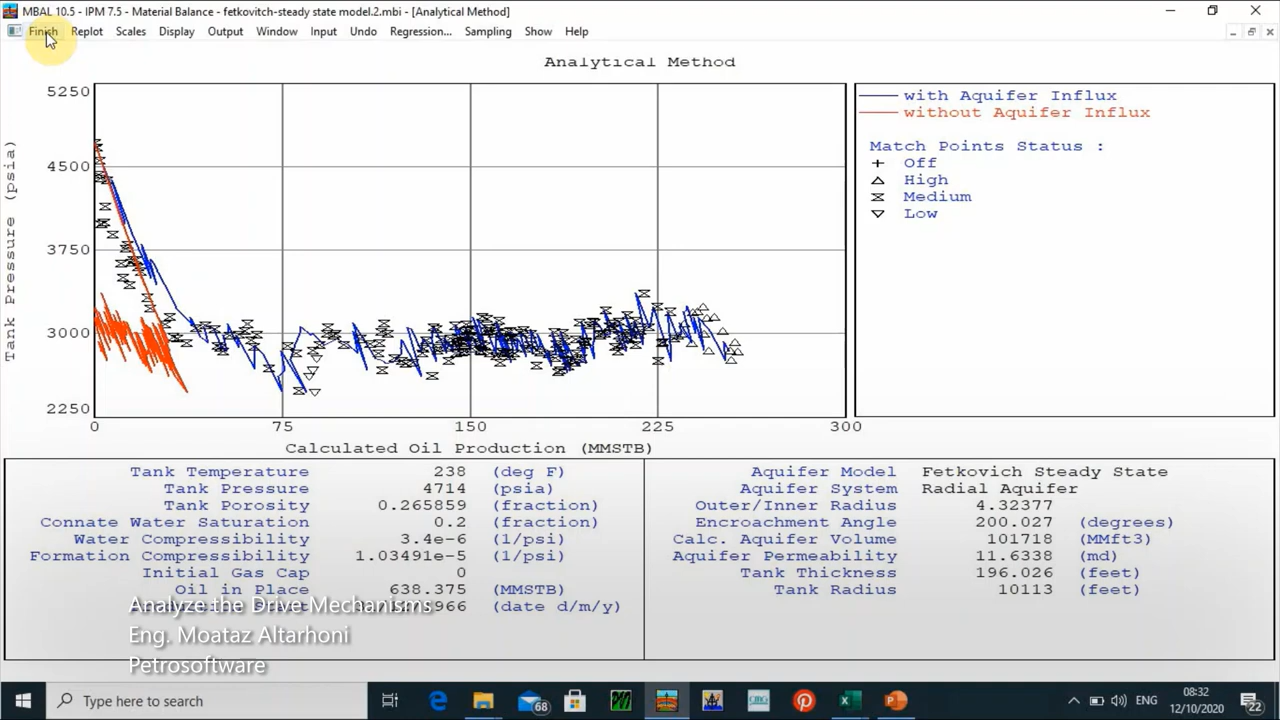 MBAL 10.5 - IPM 7.5 - Material Balance - fetkovitch-steady state model.2.mbi - [Analytical Method]
Finish Replot Scales Display Output Window Input Undo Regression... Sampling Show Help
Analytical Method
Tank Pressure (psia)
5250
4500
3750
3000
2250
0 75 150 225 300
Calculated Oil Production (MMSTB)
with Aquifer Influx
without Aquifer Influx
Match Points Status :
Off
High
Medium
Low
Tank Temperature 238 (deg F)
Tank Pressure 4714 (psia)
Tank Porosity 0.265859 (fraction)
Connate Water Saturation 0.2 (fraction)
Water Compressibility 3.4e-6 (1/psi)
Formation Compressibility 1.03491e-5 (1/psi)
Initial Gas Cap 0
Oil in Place 638.375 (MMSTB)
966 (date d/m/y)
Aquifer Model Fetkovich Steady State
Aquifer System Radial Aquifer
Outer/Inner Radius 4.32377
Encroachment Angle 200.027 (degrees)
Calc. Aquifer Volume 101718 (MMft3)
Aquifer Permeability 11.6338 (md)
Tank Thickness 196.026 (feet)
Tank Radius 10113 (feet)
Analyze the Drive Mechanisms
Eng. Moataz Altarhoni
Petrosoftware
Type here to search
68
CMG
ENG
08:32
12/10/2020
22